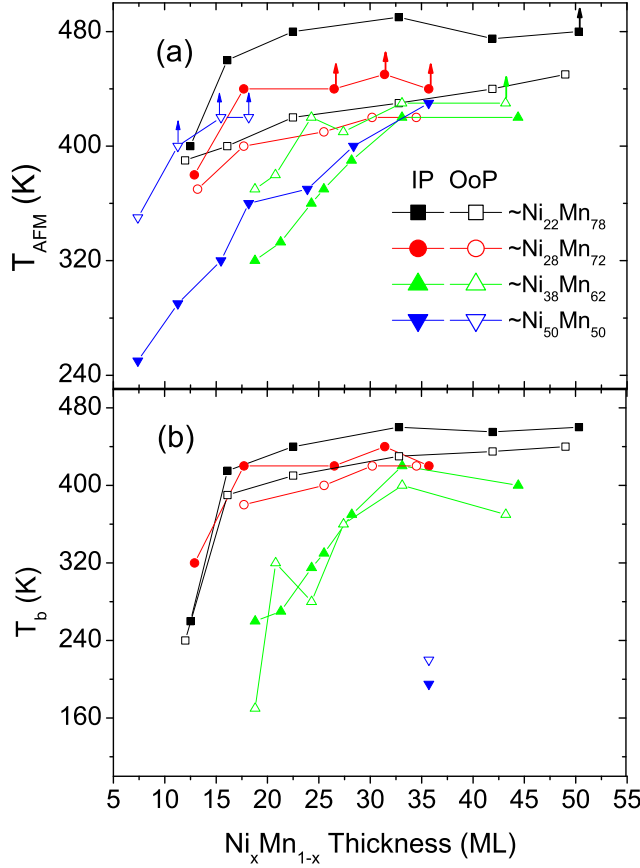 480
400
320
240
T_AFM (K)
(a)
IP OoP
~Ni22Mn78
~Ni28Mn72
~Ni38Mn62
~Ni50Mn50
480
400
320
240
160
T_b (K)
(b)
5 10 15 20 25 30 35 40 45 50 55
NixMn1-x Thickness (ML)